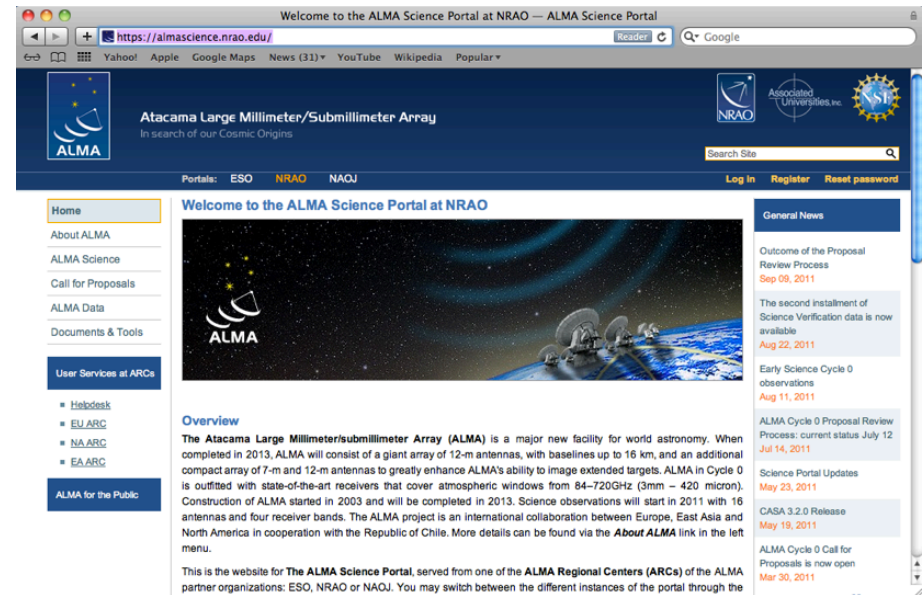 Welcome to the ALMA Science Portal at NRAO — ALMA Science Portal
https://almascience.nrao.edu/
Reader
Google
Yahoo! Apple Google Maps News (31) YouTube Wikipedia Popular
ALMA
Atacama Large Millimeter/Submillimeter Array
In search of our Cosmic Origins
NRAO
Associated Universities, Inc.
NSF
Search Site
Portals: ESO NRAO NAOJ
Log In Register Reset password
Home
About ALMA
ALMA Science
Call for Proposals
ALMA Data
Documents & Tools
User Services at ARCs
Helpdesk
EU ARC
NA ARC
EA ARC
ALMA for the Public
Welcome to the ALMA Science Portal at NRAO
ALMA
Overview
The Atacama Large Millimeter/submillimeter Array (ALMA) is a major new facility for world astronomy. When
completed in 2013, ALMA will consist of a giant array of 12-m antennas, with baselines up to 16 km, and an additional
compact array of 7-m and 12-m antennas to greatly enhance ALMA's ability to image extended targets. ALMA in Cycle 0
is outfitted with state-of-the-art receivers that cover atmospheric windows from 84–720GHz (3mm – 420 micron).
Construction of ALMA started in 2003 and will be completed in 2013. Science observations will start in 2011 with 16
antennas and four receiver bands. The ALMA project is an international collaboration between Europe, East Asia and
North America in cooperation with the Republic of Chile. More details can be found via the About ALMA link in the left
menu.
This is the website for The ALMA Science Portal, served from one of the ALMA Regional Centers (ARCs) of the ALMA
partner organizations: ESO, NRAO or NAOJ. You may switch between the different instances of the portal through the
General News
Outcome of the Proposal
Review Process
Sep 09, 2011
The second installment of
Science Verification data is now
available
Aug 22, 2011
Early Science Cycle 0
observations
Aug 11, 2011
ALMA Cycle 0 Proposal Review
Process: current status July 12
Jul 14, 2011
Science Portal Updates
May 23, 2011
CASA 3.2.0 Release
May 19, 2011
ALMA Cycle 0 Call for
Proposals is now open
Mar 30, 2011